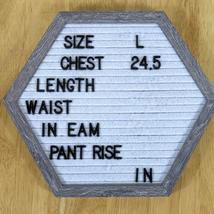 SIZE L
CHEST 24.5
LENGTH
WAIST
IN EAM
PANT RISE
IN